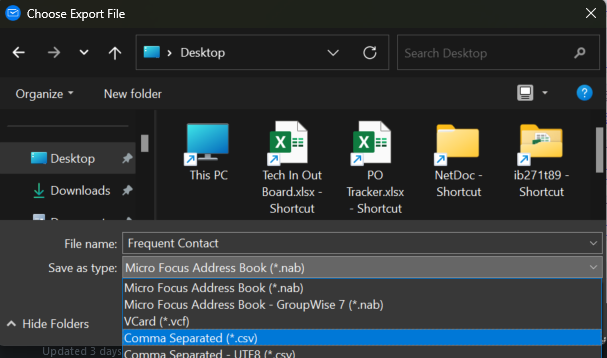 Choose Export File
Desktop
Search Desktop
Organize
New folder
Desktop
Downloads
This PC
Tech In Out
Board.xlsx -
Shortcut
PO
Tracker.xlsx
- Shortcut
NetDoc -
Shortcut
ib271t89 -
Shortcut
File name: Frequent Contact
Save as type: Micro Focus Address Book (*.nab)
Micro Focus Address Book (*.nab)
Micro Focus Address Book - GroupWise 7 (*.nab)
VCard (*.vcf)
Comma Separated (*.csv)
Comma Separated - UTF8 (*.csv)
Hide Folders
Updated 3 days